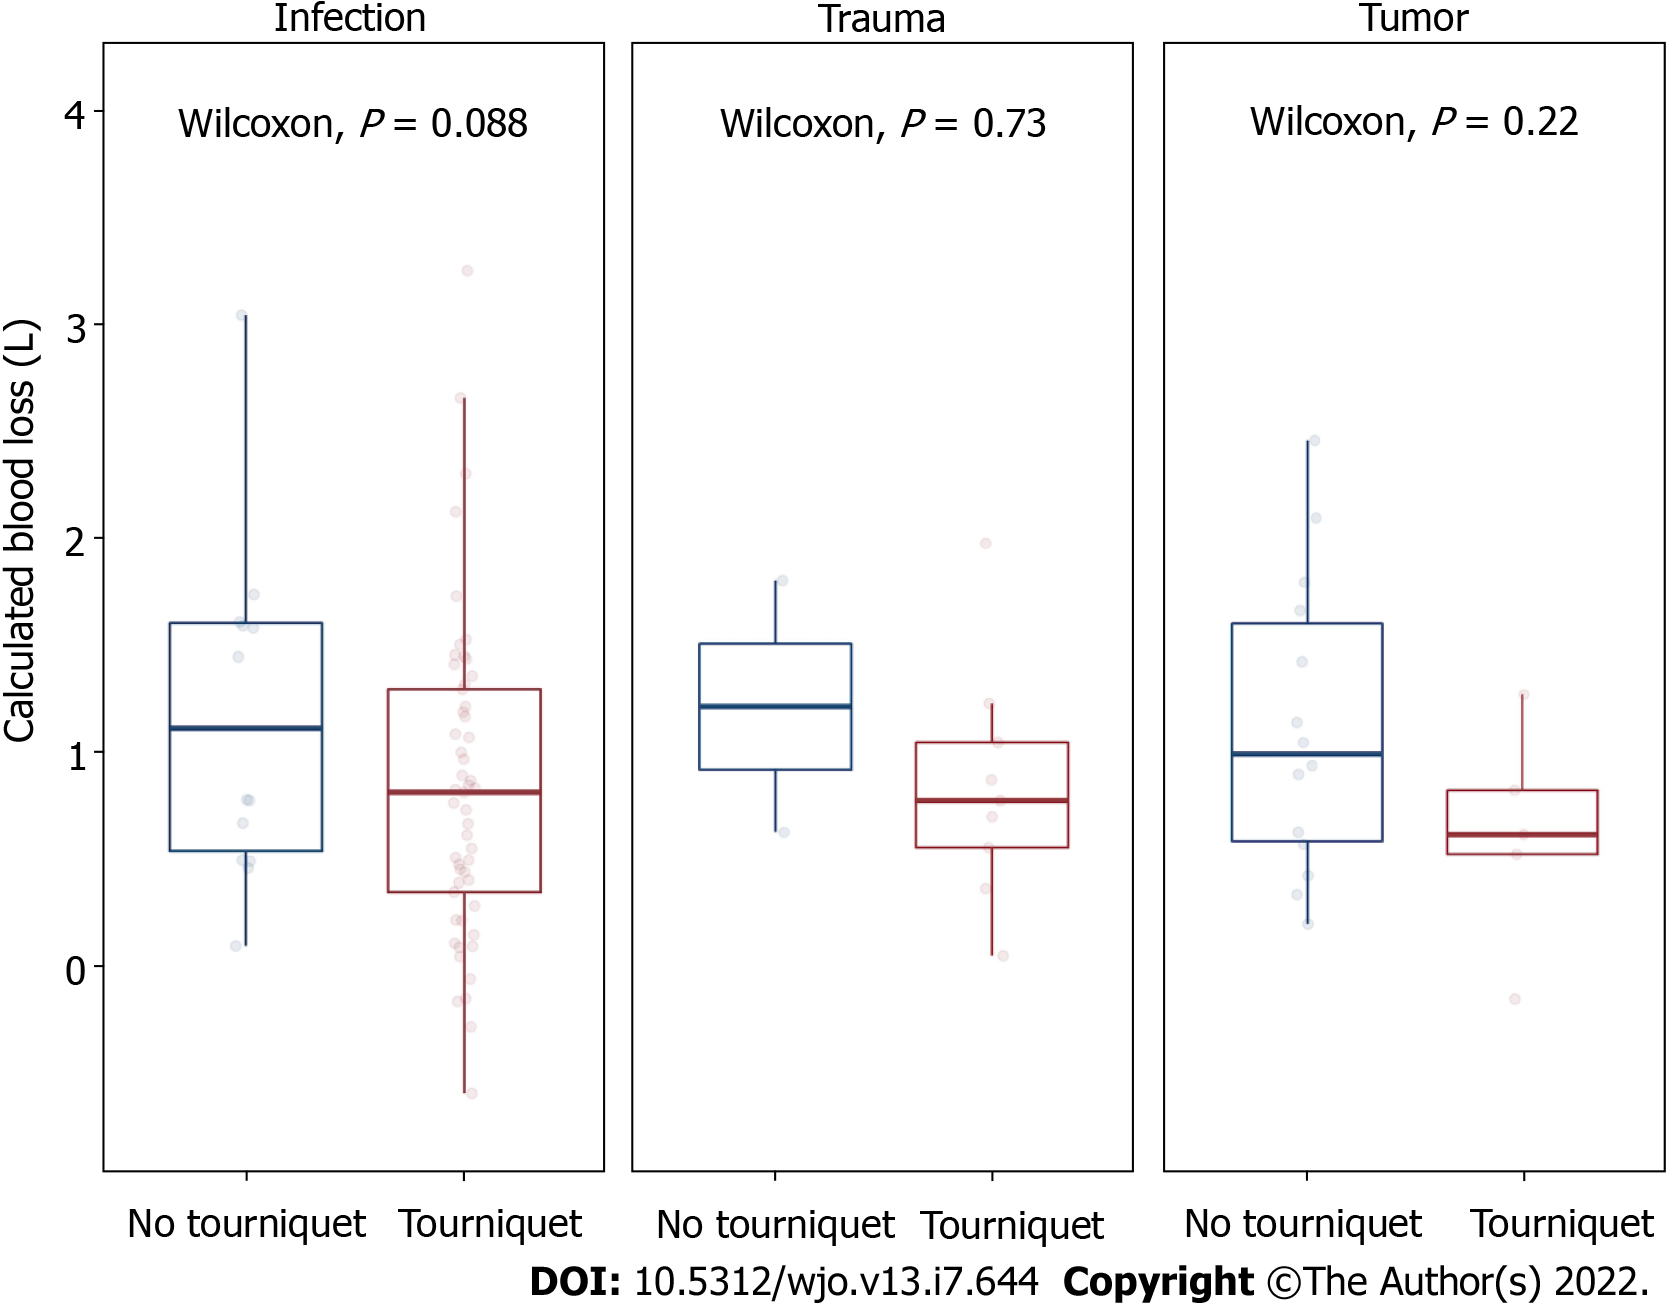 Infection
Trauma
Tumor
Wilcoxon, P = 0.088
Wilcoxon, P = 0.73
Wilcoxon, P = 0.22
Calculated blood loss (L)
4
3
2
1
0
No tourniquet
Tourniquet
No tourniquet
Tourniquet
No tourniquet
Tourniquet
DOI: 10.5312/wjo.v13.i7.644 Copyright ©The Author(s) 2022.